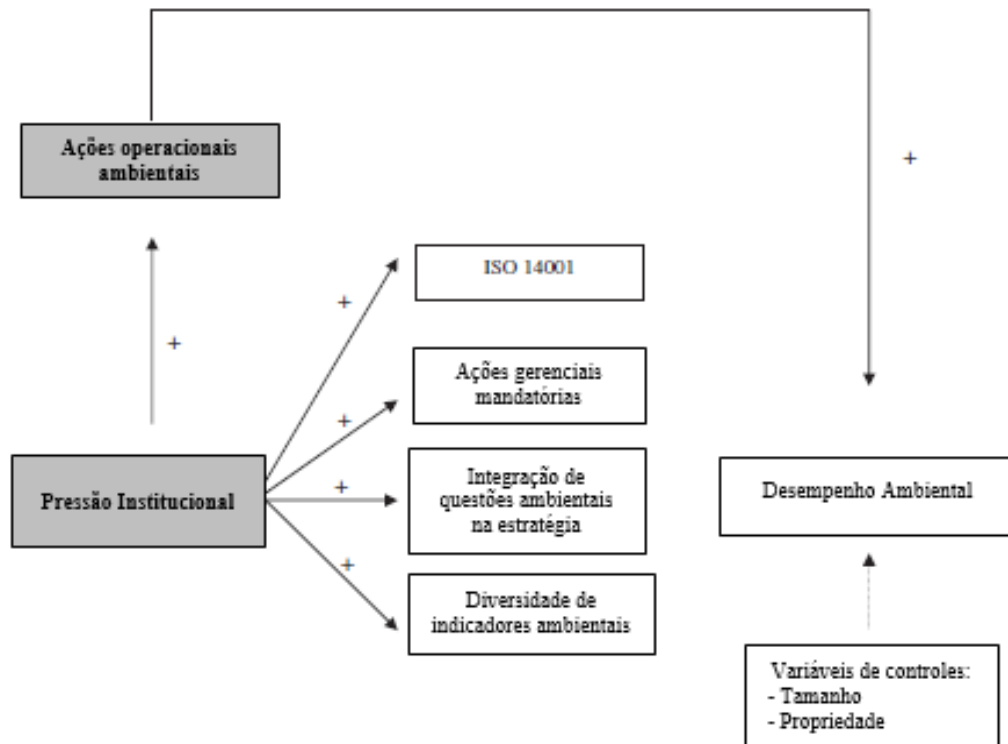 Ações operacionais
ambientais
+
ISO 14001
+
+
Ações gerenciais
mandatórias
+
Pressão Institucional
+
Integração de
questões ambientais
na estratégia
Desempenho Ambiental
+
Diversidade de
indicadores ambientais
Variáveis de controles:
- Tamanho
- Propriedade